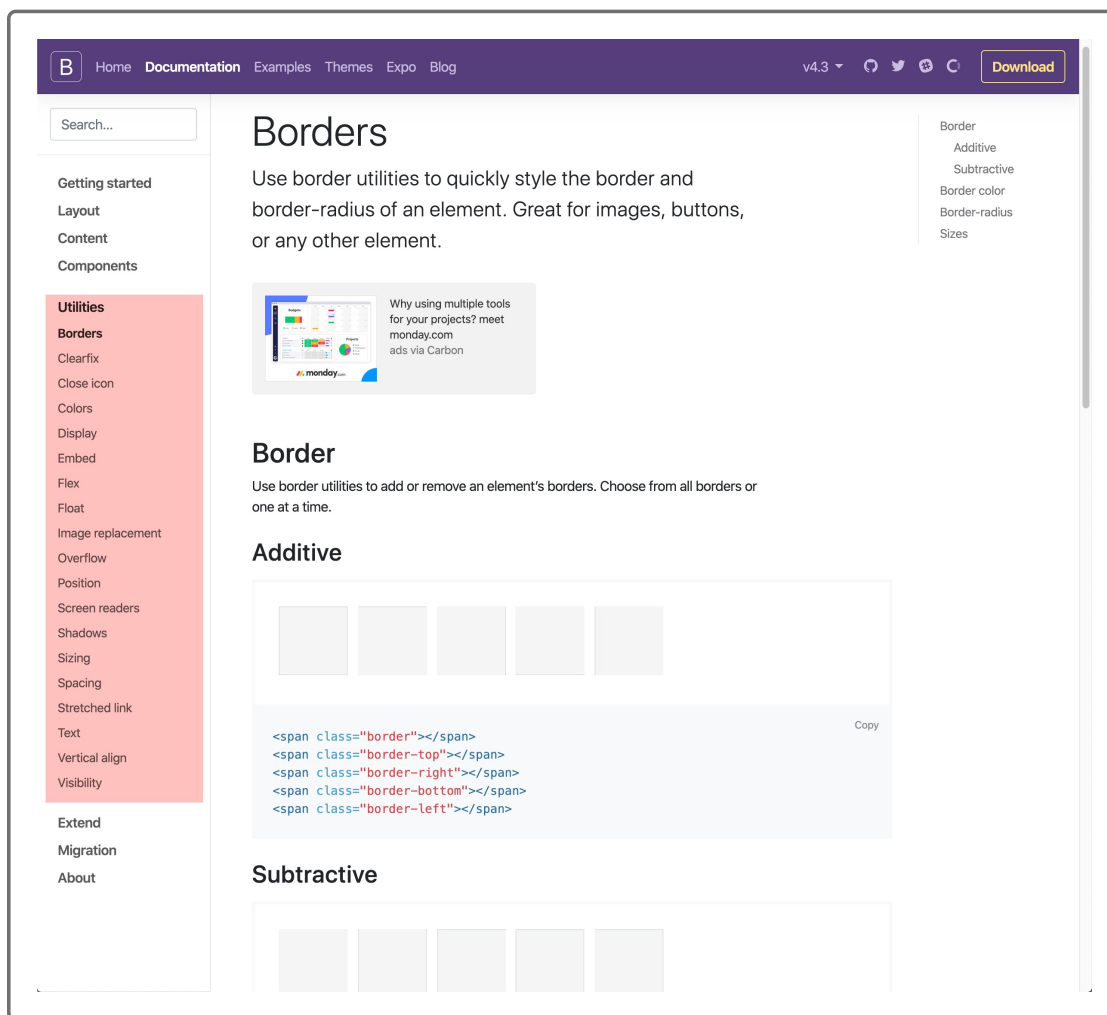 B Home Documentation Examples Themes Expo Blog v4.3 Download
Search...
Getting started
Layout
Content
Components
Utilities
Borders
Clearfix
Close icon
Colors
Display
Embed
Flex
Float
Image replacement
Overflow
Position
Screen readers
Shadows
Sizing
Spacing
Stretched link
Text
Vertical align
Visibility
Extend
Migration
About
Borders
Use border utilities to quickly style the border and
border-radius of an element. Great for images, buttons,
or any other element.
monday.com
Why using multiple tools
for your projects? meet
monday.com
ads via Carbon
Border
Use border utilities to add or remove an element’s borders. Choose from all borders or
one at a time.
Additive
Copy
<span class="border"></span>
<span class="border-top"></span>
<span class="border-right"></span>
<span class="border-bottom"></span>
<span class="border-left"></span>
Subtractive
Border
Additive
Subtractive
Border color
Border-radius
Sizes